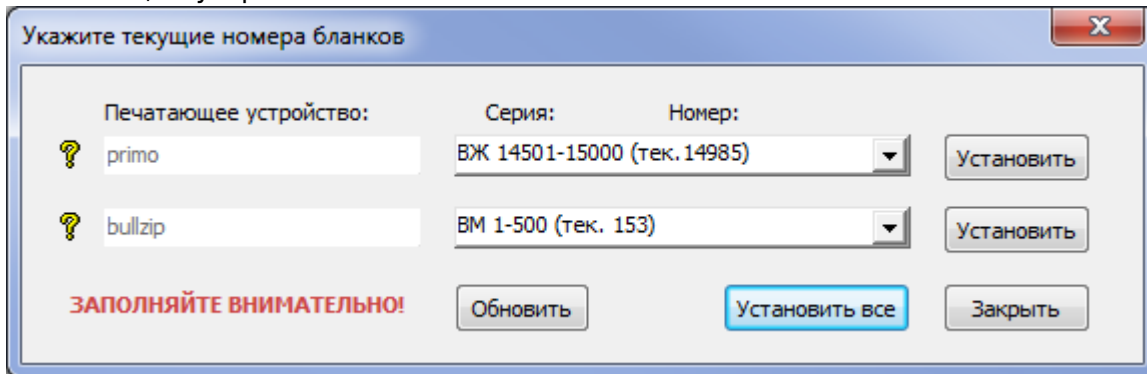 Укажите текущие номера бланков
Печатающее устройство: Серия: Номер:
primo ВЖ 14501-15000 (тек.14985) Установить
bullzip ВМ 1-500 (тек. 153) Установить
ЗАПОЛНЯЙТЕ ВНИМАТЕЛЬНО! Обновить Установить все Закрыть